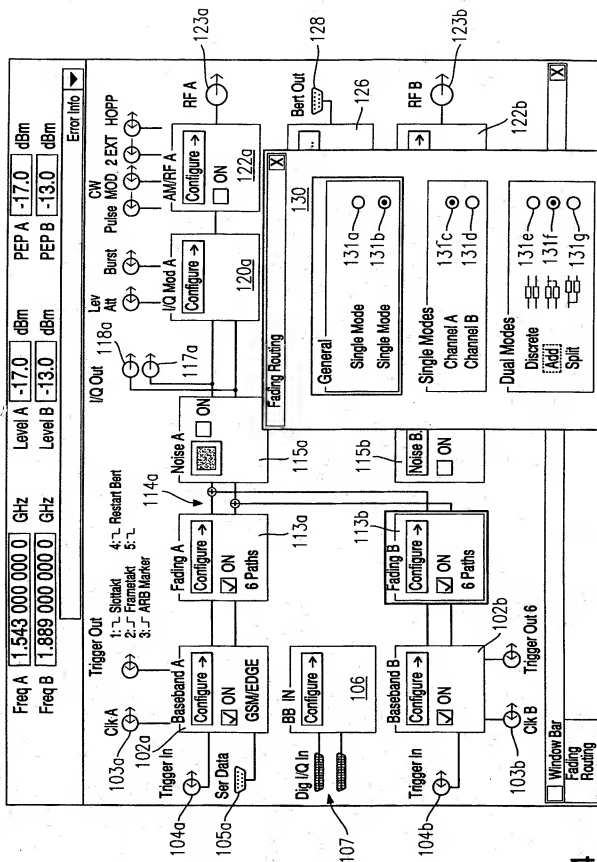 Freq A 1.543 000 000 0 GHz Level A -17.0 dBm PEP A -17.0 dBm
Freq B 1.889 000 000 0 GHz Level B -13.0 dBm PEP B -13.0 dBm
Error Info
Trigger Out
1: Slottakt
2: Frametakt
3: ARB Marker
4: Restart Bert
5:
I/Q Out
118a
117a
Lev Att
Burst
CW
Pulse MOD. 2 EXT HOPP
103a
Clk A
102a
Baseband A
Configure →
ON
GSM/EDGE
Trigger In
104a
Ser Data
105a
Fading A
Configure →
ON
6 Paths
113a
114a
Noise A
ON
115a
I/Q Mod A
Configure →
120a
AM/RF A
Configure →
ON
122a
RF A
123a
BB IN
Configure →
106
Dig I/Q In
107
Bert Out
128
126
...
Baseband B
Configure →
ON
102b
Trigger In
104b
Clk B
103b
Trigger Out 6
Fading B
113b
Configure →
ON
6 Paths
115b
Noise B
ON
RF B
123b
122b
Fading Routing
X
130
General
Single Mode 131a
Single Mode 131b
Single Modes
Channel A 131c
Channel B 131d
Dual Modes
Discrete 131e
Add 131f
Split 131g
Window Bar
X
Fading
Routing